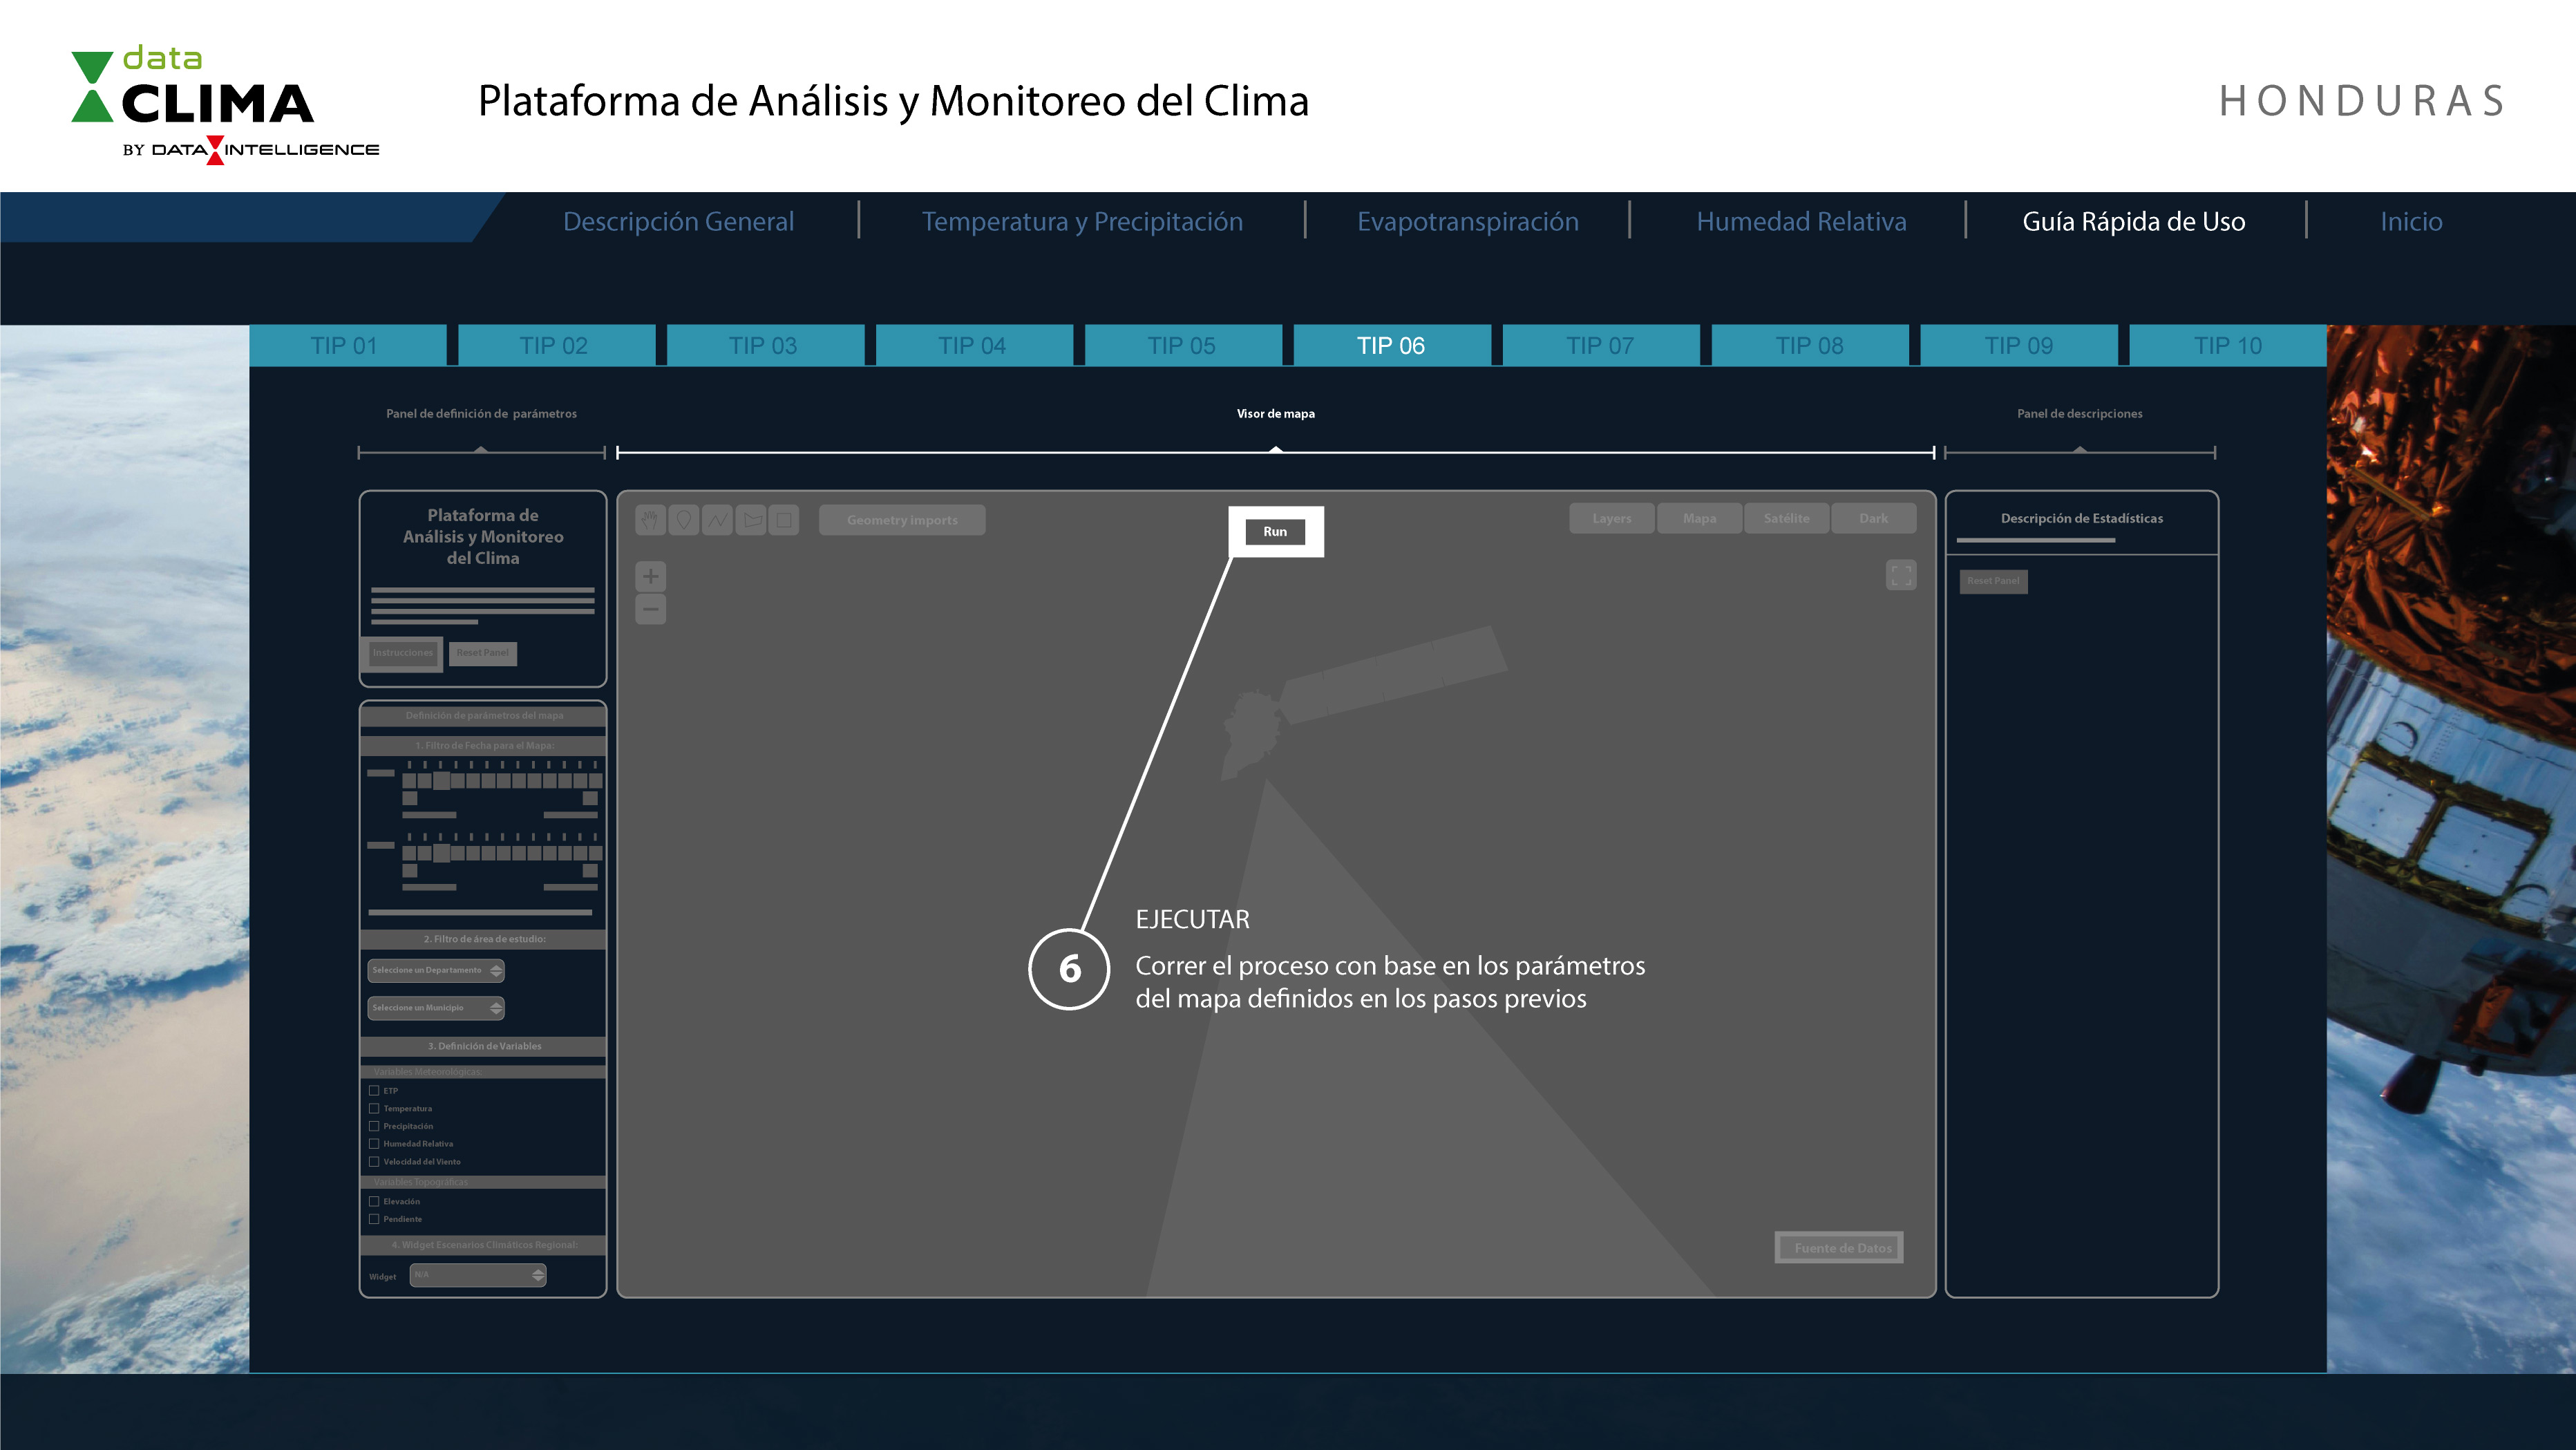 data
CLIMA
BY DATA INTELLIGENCE
Plataforma de Análisis y Monitoreo del Clima
HONDURAS
Descripción General
Temperatura y Precipitación
Evapotranspiración
Humedad Relativa
Guía Rápida de Uso
Inicio
TIP 01
TIP 02
TIP 03
TIP 04
TIP 05
TIP 06
TIP 07
TIP 08
TIP 09
TIP 10
Panel de definición de parámetros
Visor de mapa
Panel de descripciones
Plataforma de
Análisis y Monitoreo
del Clima
Instrucciones
Reset Panel
Definición de parámetros del mapa
1. Filtro de Fecha para el Mapa:
2. Filtro de área de estudio:
Seleccione un Departamento
Seleccione un Municipio
3. Definición de Variables
Variables Meteorológicas:
ETP
Temperatura
Precipitación
Humedad Relativa
Velocidad del Viento
Variables Topográficas
Elevación
Pendiente
4. Widget Escenarios Climáticos Regional:
Widget
N/A
Geometry imports
Run
Layers
Mapa
Satélite
Dark
6
EJECUTAR
Correr el proceso con base en los parámetros
del mapa definidos en los pasos previos
Fuente de Datos
Descripción de Estadísticas
Reset Panel